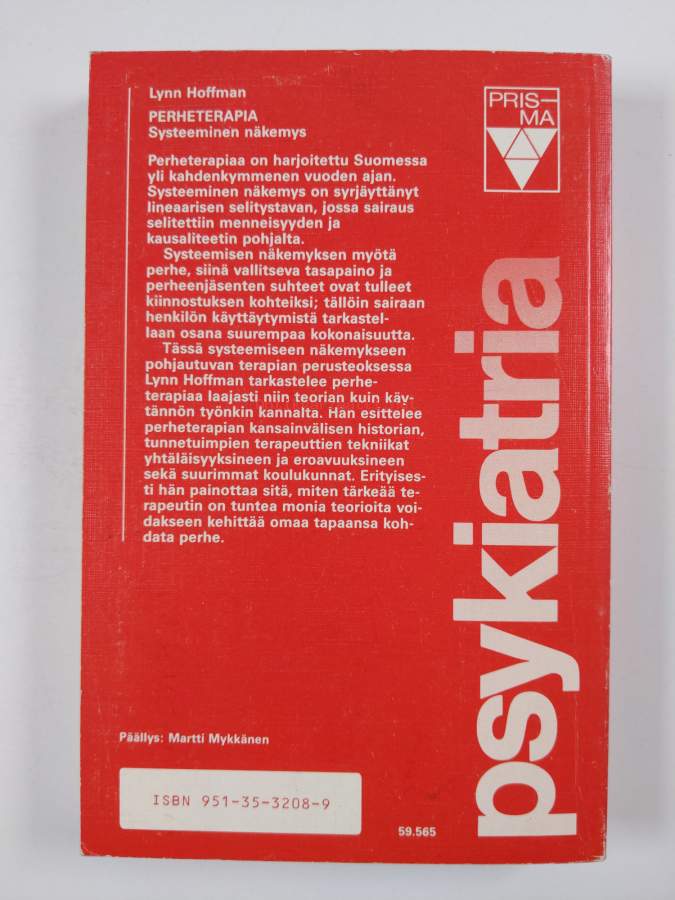 Lynn Hoffman
PERHETERAPIA
Systeeminen näkemys
Perheterapiaa on harjoitettu Suomessa
yli kahdenkymmenen vuoden ajan.
Systeeminen näkemys on syrjäyttänyt
lineaarisen selitystavan, jossa sairaus
selitettiin menneisyyden ja
kausaliteetin pohjalta.
Systeemisen näkemyksen myötä
perhe, siinä vallitseva tasapaino ja
perheenjäsenten suhteet ovat tulleet
kiinnostuksen kohteiksi; tällöin sairaan
henkilön käyttäytymistä tarkastel-
laan osana suurempaa kokonaisuutta.
Tässä systeemiseen näkemykseen
pohjautuvan terapian perusteoksessa
Lynn Hoffman tarkastelee perhe-
terapiaa laajasti niin teorian kuin käy-
tännön työnkin kannalta. Hän esittelee
perheterapian kansainvälisen historian,
tunnetuimpien terapeuttien tekniikat
yhtäläisyyksineen ja eroavuuksineen
sekä suurimmat koulukunnat. Erityises-
ti hän painottaa sitä, miten tärkeää te-
rapeutin on tuntea monia teorioita voi-
dakseen kehittää omaa tapaansa koh-
data perhe.
PRIS-
MA
psykiatria
Päällys: Martti Mykkänen
ISBN 951-35-3208-9
59.565